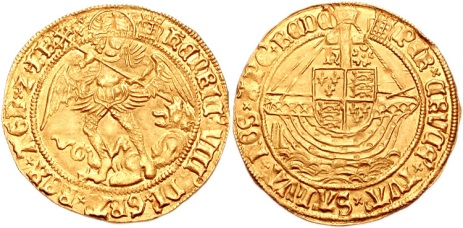 hEnRIC' VIII' DI' GRA' REX' AGL' Z FRA'
PER' CRVCE' TVA' SALVA' nOS' XPC' REDE'